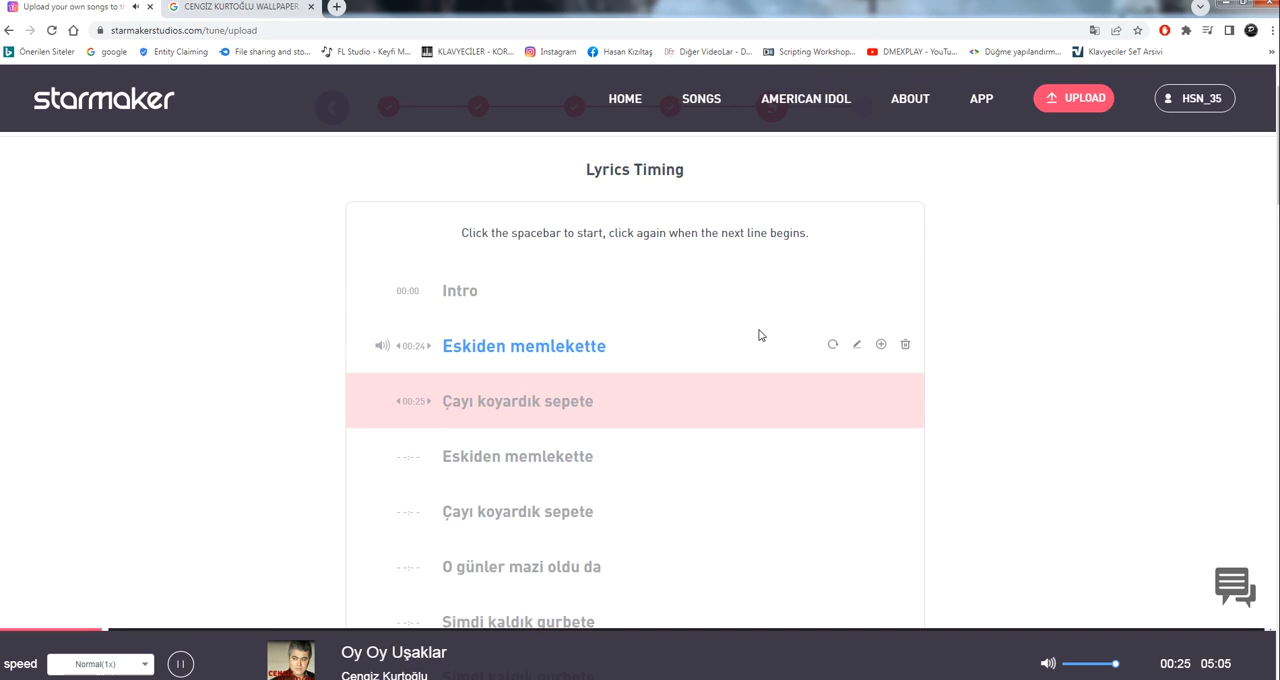 Upload your own songs to th
CENGİZ KURTOĞLU WALLPAPER
starmakerstudios.com/tune/upload
Önerilen Siteler
google
Entity Claiming
File sharing and sto...
FL Studio - Keyfi M...
KLAVYECİLER - KOR...
Instagram
Hasan Kızıltaş
Diğer VideoLar - D...
Scripting Workshop...
DMEXPLAY - YouTu...
Düğme yapılandırm...
Klavyeciler SeT Arsivi
»
starmaker
HOME
SONGS
AMERICAN IDOL
ABOUT
APP
UPLOAD
HSN_35
Lyrics Timing
Click the spacebar to start, click again when the next line begins.
00:00 Intro
00:24 Eskiden memlekette
00:25 Çayı koyardık sepete
--:-- Eskiden memlekette
--:-- Çayı koyardık sepete
--:-- O günler mazi oldu da
Şimdi kaldık gurbete
speed
Normal(1x)
Oy Oy Uşaklar
Cengiz Kurtoğlu
00:25
05:05